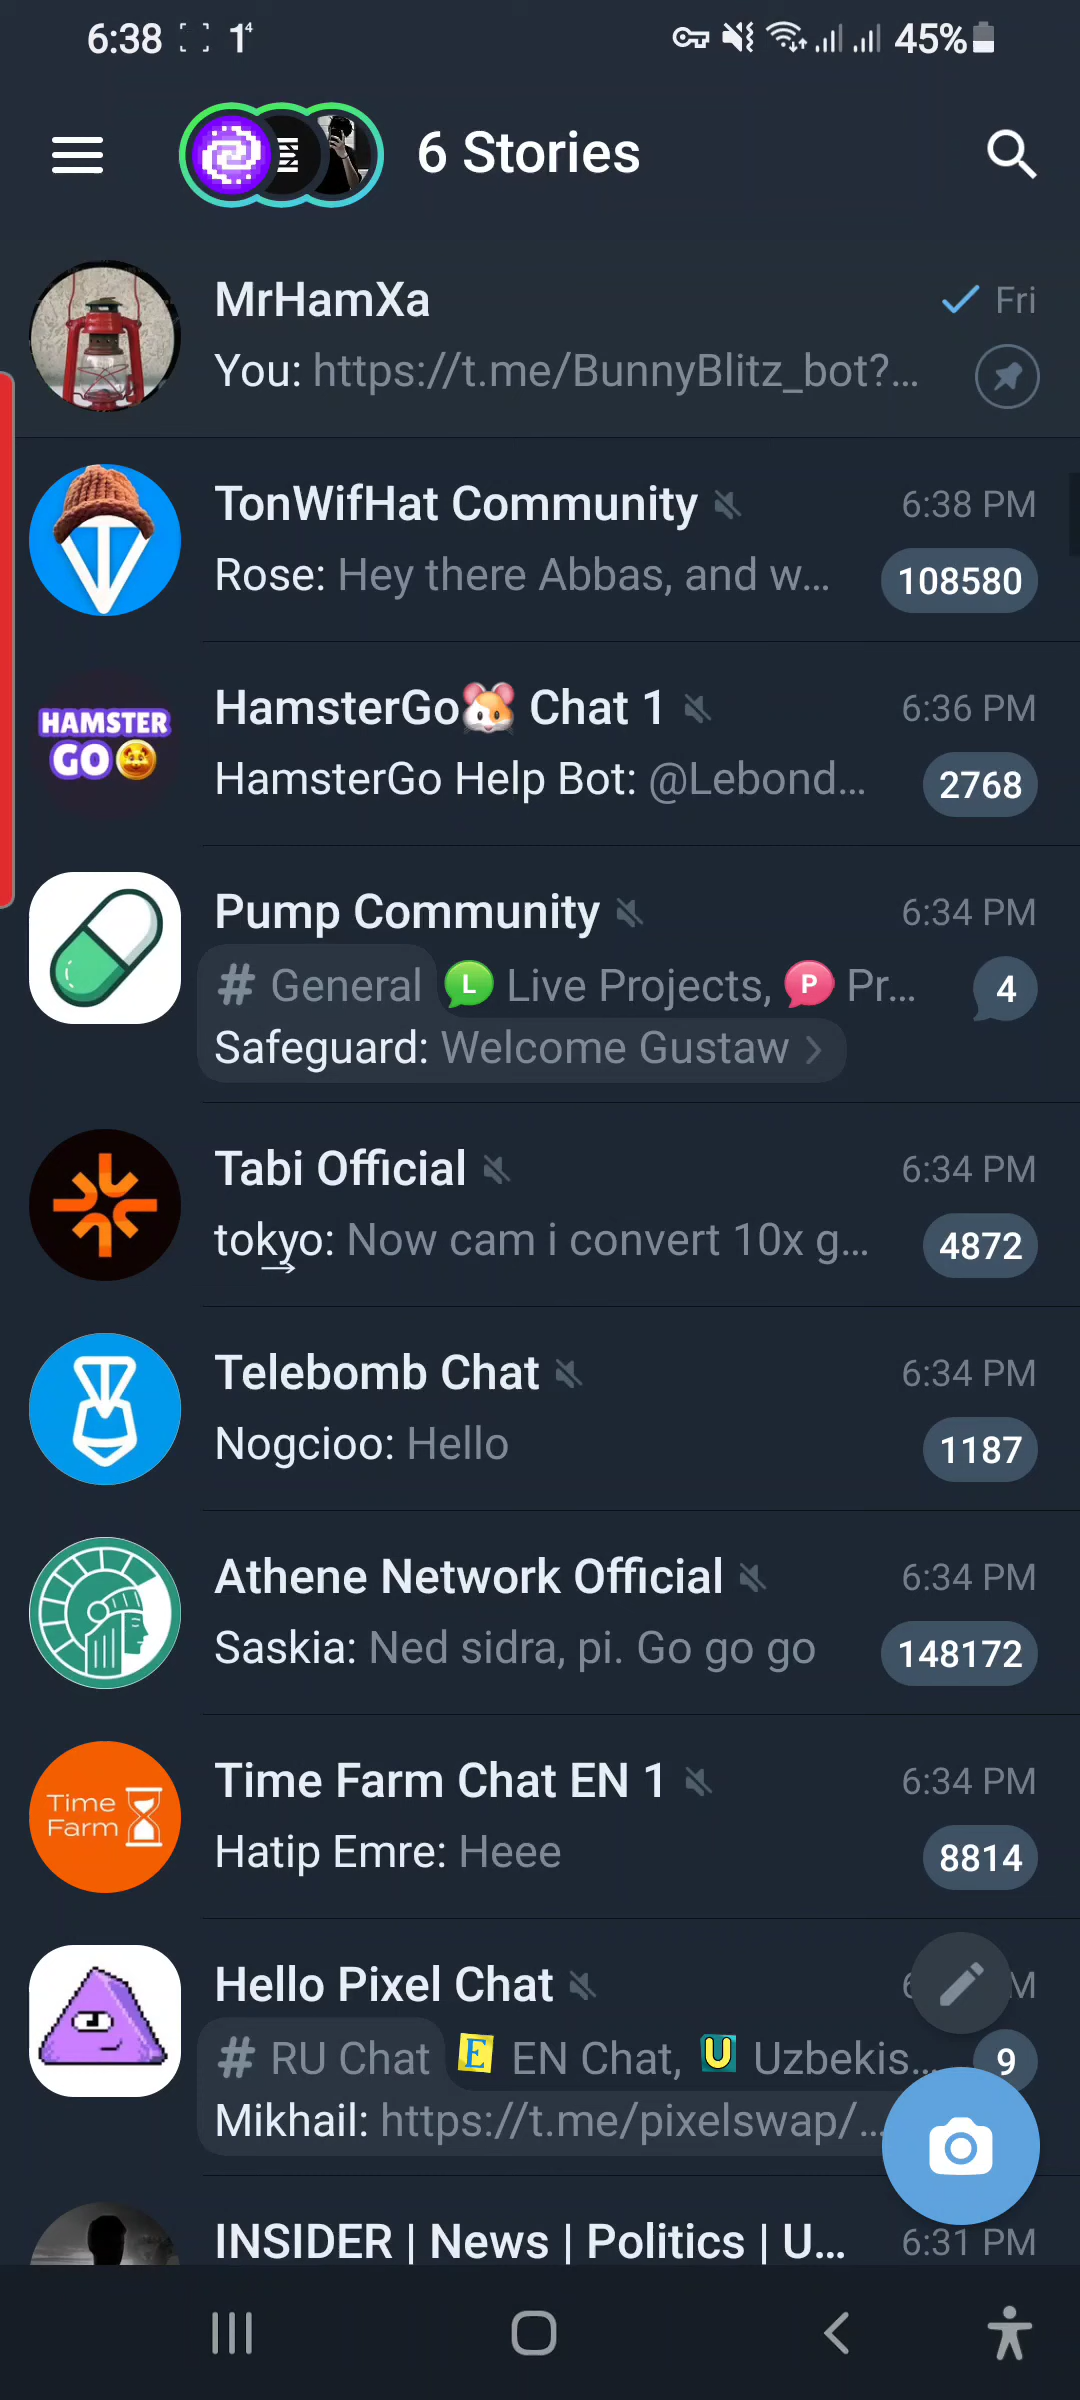 6:38 1⁴ 45%
6 Stories
MrHamXa Fri
You: https://t.me/BunnyBlitz_bot?...
TonWifHat Community 6:38 PM
Rose: Hey there Abbas, and w... 108580
HAMSTER GO
HamsterGo🐹 Chat 1 6:36 PM
HamsterGo Help Bot: @Lebond... 2768
Pump Community 6:34 PM
# General L Live Projects, P Pr... 4
Safeguard: Welcome Gustaw >
Tabi Official 6:34 PM
tokyo: Now cam i convert 10x g... 4872
Telebomb Chat 6:34 PM
Nogcioo: Hello 1187
Athene Network Official 6:34 PM
Saskia: Ned sidra, pi. Go go go 148172
Time Farm
Time Farm Chat EN 1 6:34 PM
Hatip Emre: Heee 8814
Hello Pixel Chat
# RU Chat E EN Chat, U Uzbekis... 9
Mikhail: https://t.me/pixelswap/...
INSIDER | News | Politics | U... 6:31 PM